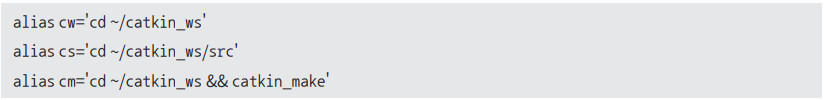 alias cw='cd ~/catkin_ws'
alias cs='cd ~/catkin_ws/src'
alias cm='cd ~/catkin_ws && catkin_make'